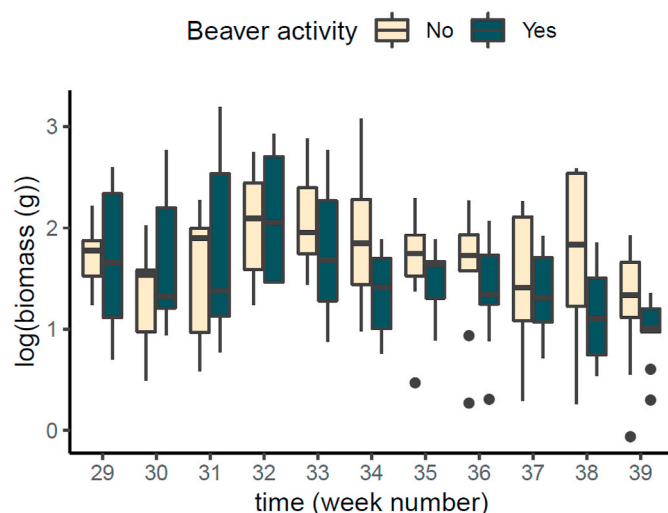 Beaver activity No Yes
log(biomass (g))
3
2
1
0
29 30 31 32 33 34 35 36 37 38 39
time (week number)